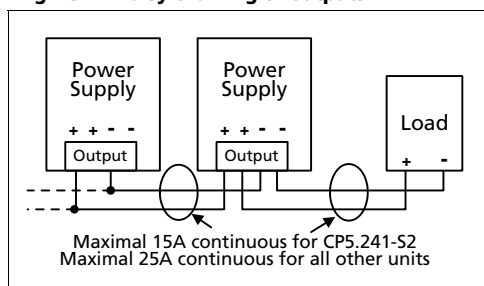 Power
Supply
+ + - -
Output
Power
Supply
+ + - -
Output
Load
+ -
Maximal 15A continuous for CP5.241-S2
Maximal 25A continuous for all other units